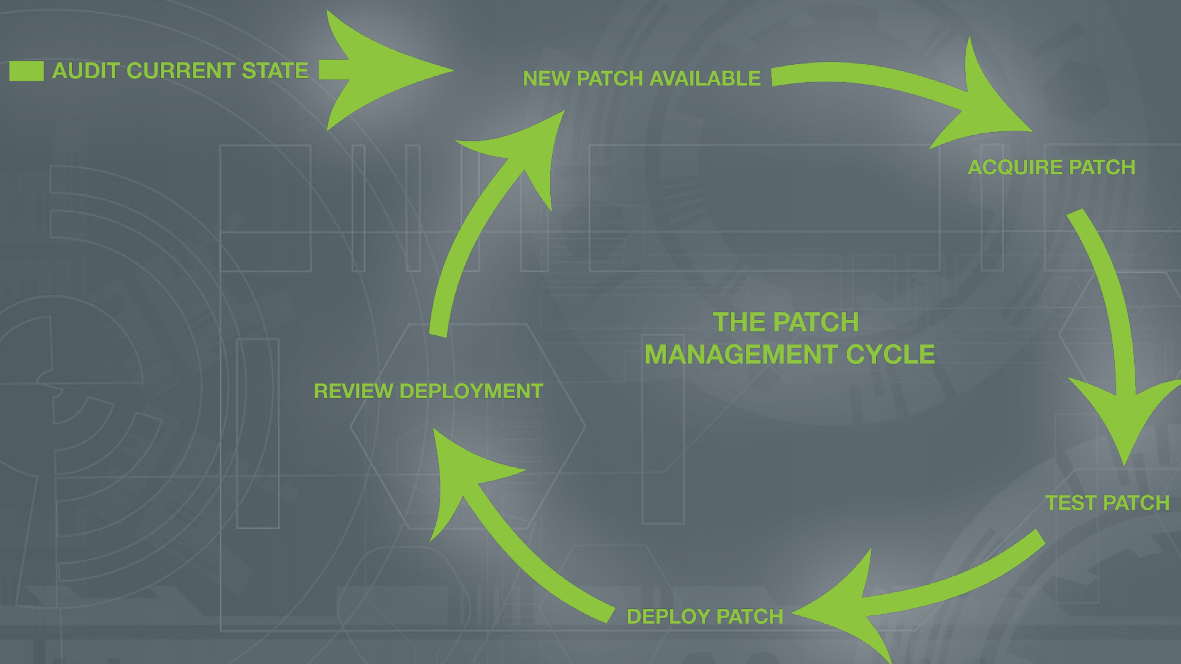 AUDIT CURRENT STATE
NEW PATCH AVAILABLE
ACQUIRE PATCH
THE PATCH
MANAGEMENT CYCLE
REVIEW DEPLOYMENT
TEST PATCH
DEPLOY PATCH